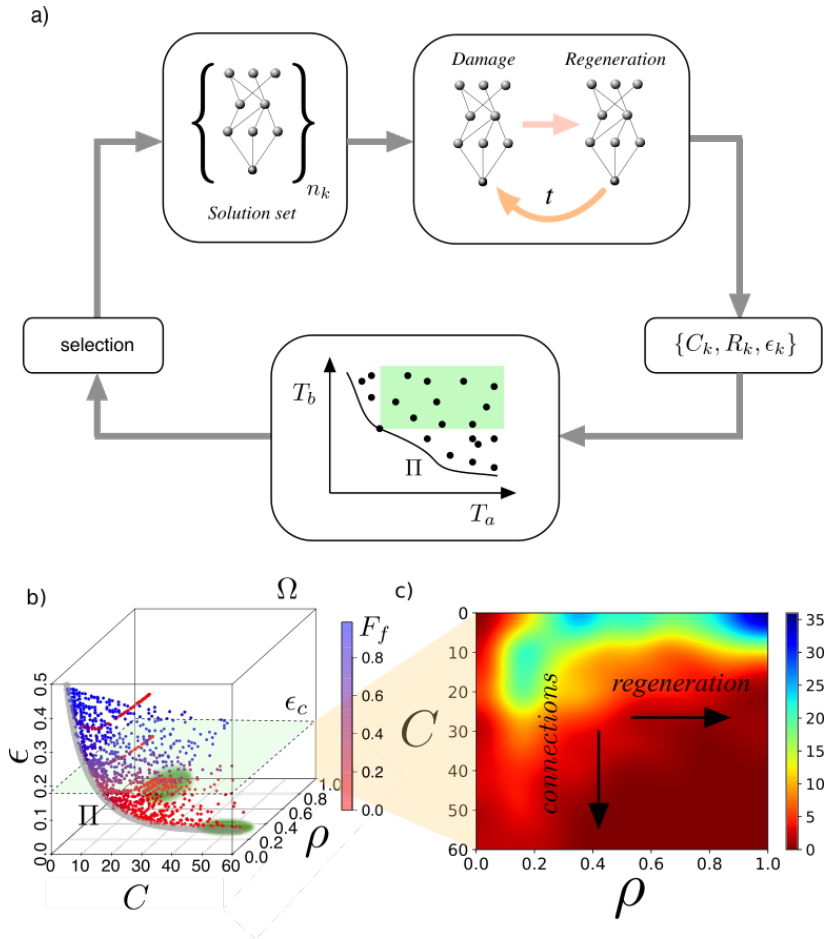 a)
Damage
Regeneration
t
n_k
Solution set
selection
{C_k, R_k, ϵ_k}
T_b
Π
T_a
b)
Ω
F_f
0.8
0.6
0.4
0.2
0.0
ϵ_c
ϵ
0.5
0.4
0.3
0.2
0.1
0.0
Π
0 10 20 30 40 50 60
C
0.0
0.2
0.4
0.6
0.8
1.0
ρ
c)
C
0
10
20
30
40
50
60
connections
regeneration
0.0 0.2 0.4 0.6 0.8 1.0
ρ
35
30
25
20
15
10
5
0